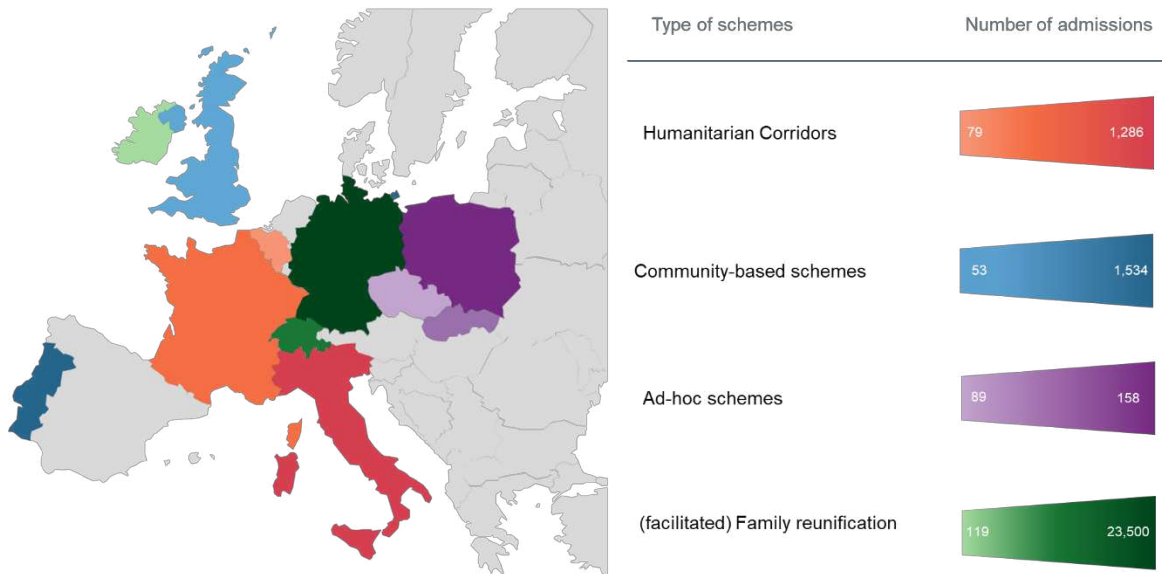 Type of schemes Number of admissions
Humanitarian Corridors 79 1,286
Community-based schemes 53 1,534
Ad-hoc schemes 89 158
(facilitated) Family reunification 119 23,500